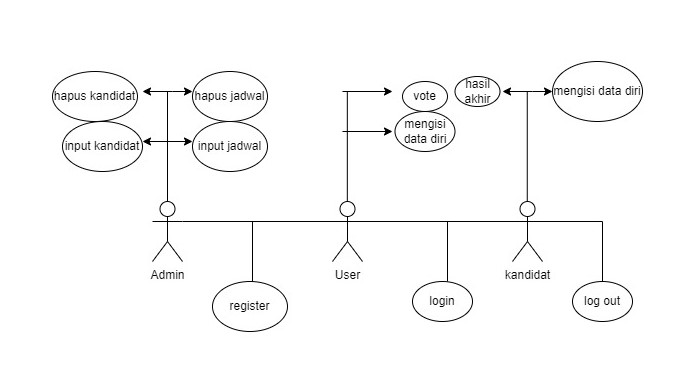 hapus kandidat
hapus jadwal
vote
hasil
akhir
mengisi data diri
input kandidat
input jadwal
mengisi
data diri
Admin
User
kandidat
register
login
log out